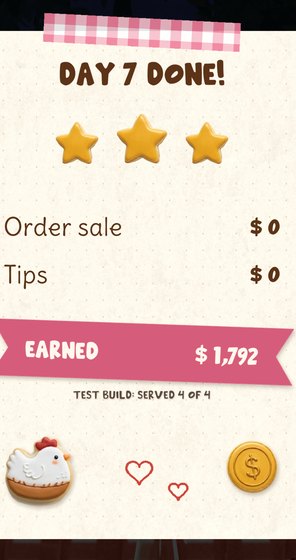 DAY 7 DONE!
Order sale $ 0
Tips $ 0
EARNED $ 1,792
TEST BUILD: SERVED 4 OF 4
$